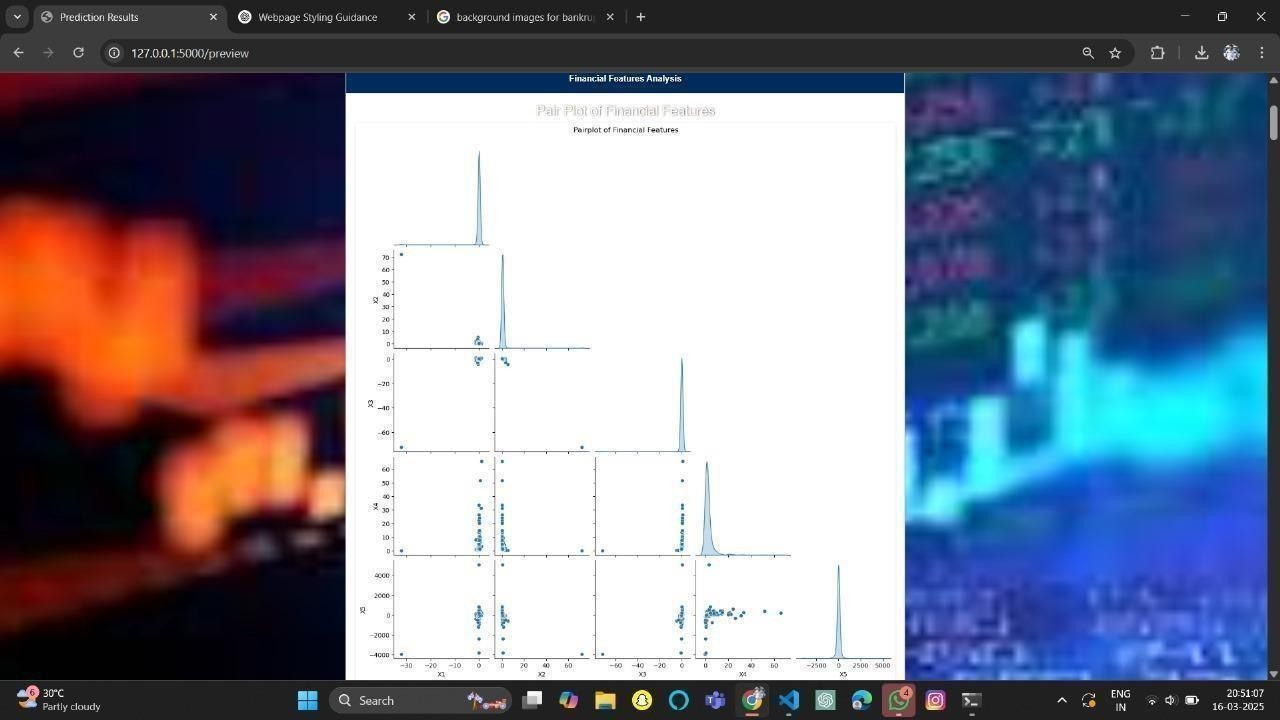 Prediction Results
Webpage Styling Guidance
background images for bankru
127.0.0.1:5000/preview
Financial Features Analysis
Pair Plot of Financial Features
Pairplot of Financial Features
70
60
50
40
30
20
10
0
X2
0
−20
−40
−60
X3
60
50
40
30
20
10
0
X4
4000
2000
0
−2000
−4000
X5
−30 −20 −10 0
X1
0 20 40 60
X2
−60 −40 −20 0
X3
0 20 40 60
X4
−2500 0 2500 5000
X5
6
30°C
Partly cloudy
Search
4
ENG
IN
20:51:07
16-03-2025